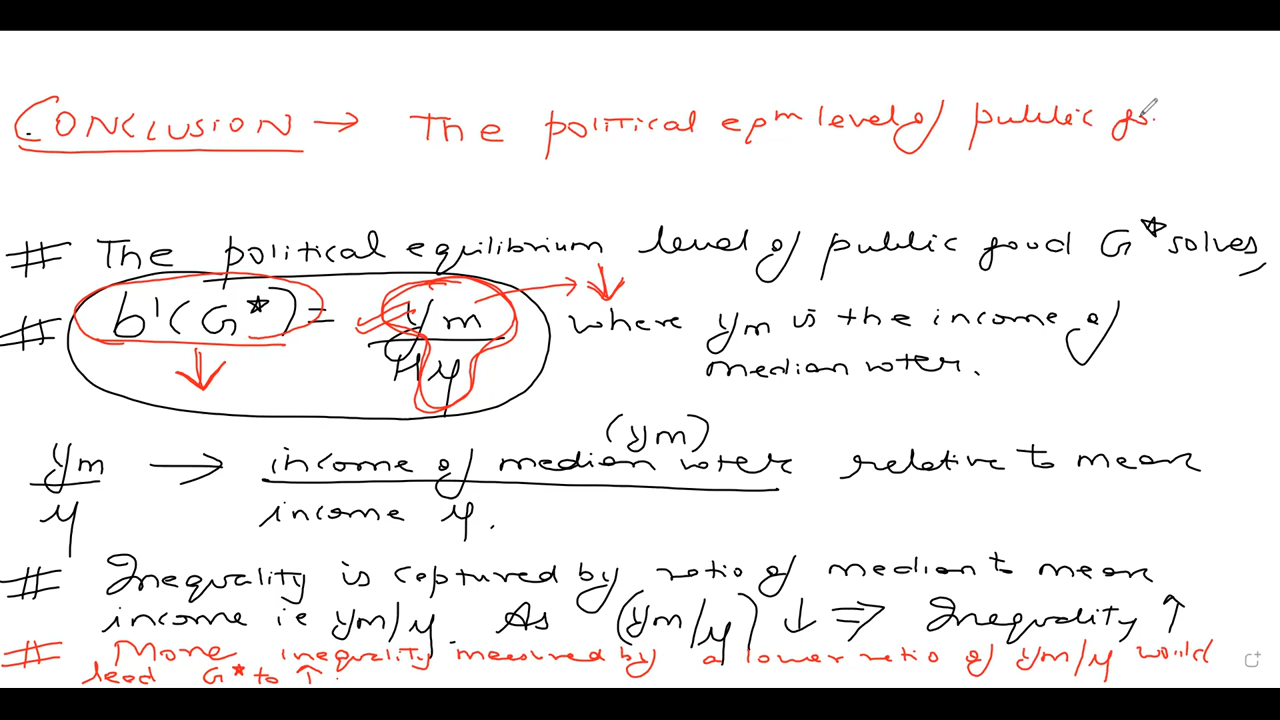 CONCLUSION → The political eqm level of public go
# The political equilibrium level of public good G* solves,
# b'(G*) = ym / Hy → ↓ where ym is the income of
↓ median voter.
(ym)
ym / y → income of median voter relative to mean
income y.
# Inequality is captured by ratio of median to mean
income ie ym/y. As (ym/y) ↓ ⇒ Inequality ↑
# More inequality measured by a lower ratio of ym/y would
lead G* to ↑.